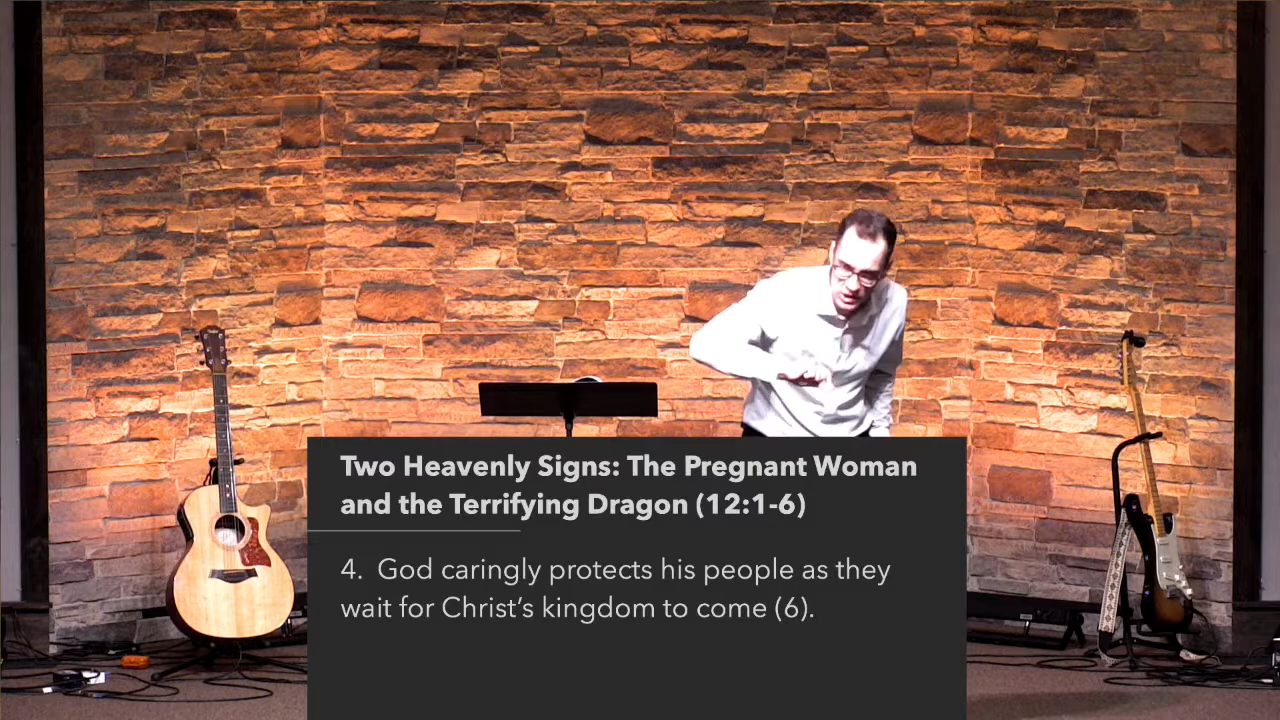 Two Heavenly Signs: The Pregnant Woman
and the Terrifying Dragon (12:1-6)
4. God caringly protects his people as they
wait for Christ’s kingdom to come (6).